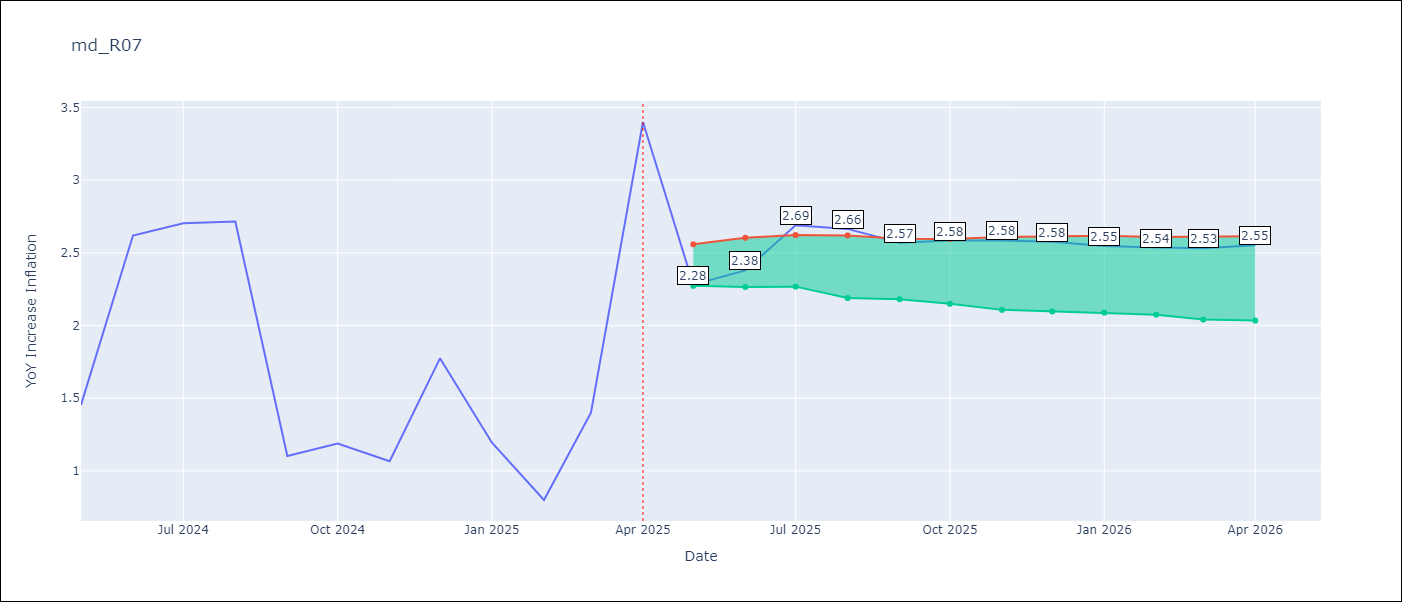 md_R07
3.5
3
2.5
2
1.5
1
YoY Increase Inflation
2.28
2.38
2.69
2.66
2.57
2.58
2.58
2.58
2.55
2.54
2.53
2.55
Jul 2024
Oct 2024
Jan 2025
Apr 2025
Jul 2025
Oct 2025
Jan 2026
Apr 2026
Date